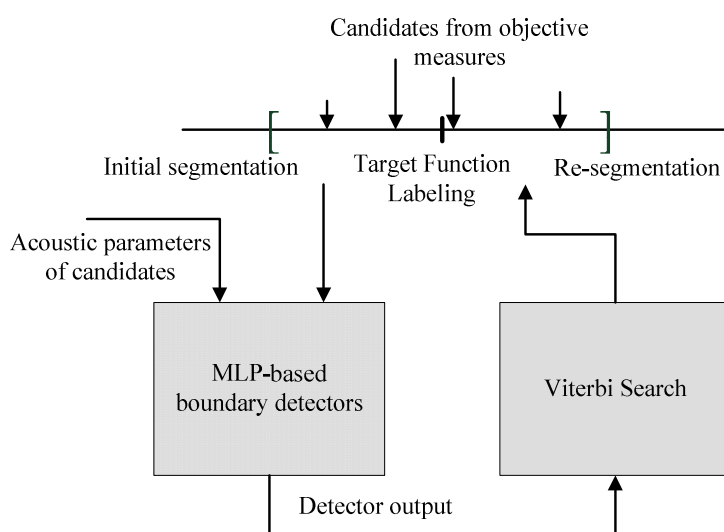 Candidates from objective
measures
Initial segmentation
Target Function
Labeling
Re-segmentation
Acoustic parameters
of candidates
MLP-based
boundary detectors
Viterbi Search
Detector output